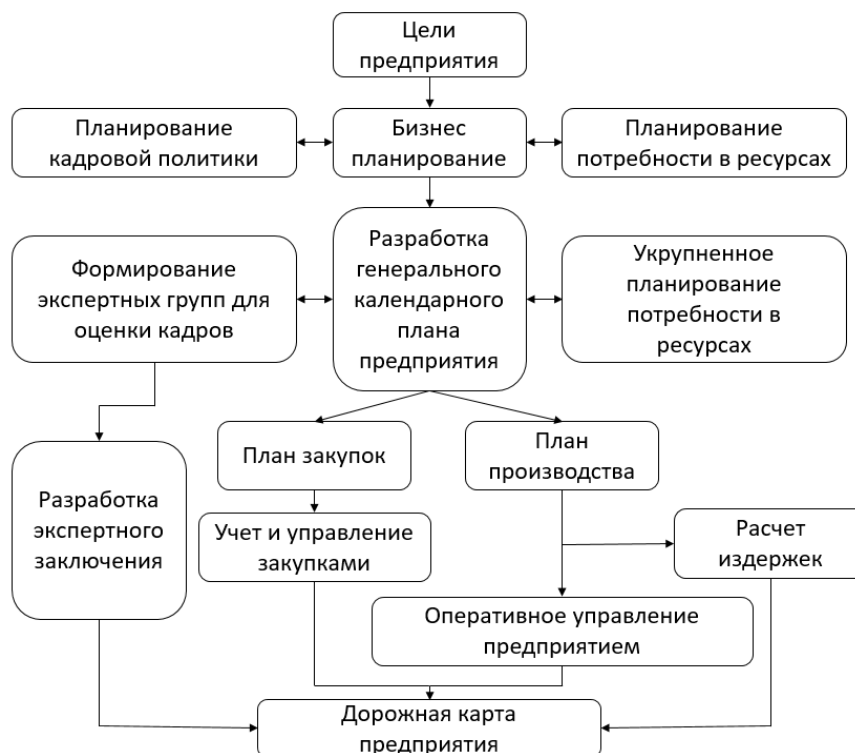 Цели
предприятия
Планирование
кадровой политики
Бизнес
планирование
Планирование
потребности в ресурсах
Формирование
экспертных групп для
оценки кадров
Разработка
генерального
календарного
плана
предприятия
Укрупненное
планирование
потребности в
ресурсах
План закупок
План
производства
Разработка
экспертного
заключения
Учет и управление
закупками
Расчет
издержек
Оперативное управление
предприятием
Дорожная карта
предприятия